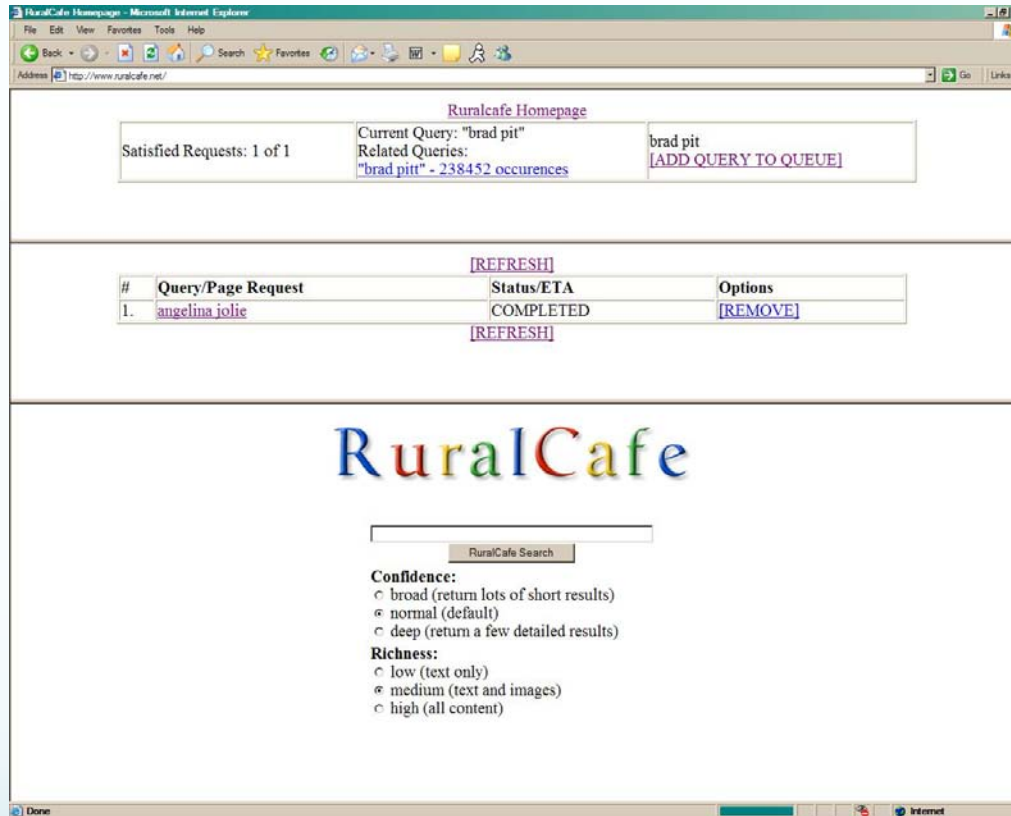 RuralCafe Homepage - Microsoft Internet Explorer
File Edit View Favorites Tools Help
Back Search Favorites
Address http://www.ruralcafe.net/ Go Links
Ruralcafe Homepage
Satisfied Requests: 1 of 1
Current Query: "brad pit"
Related Queries:
"brad pitt" - 238452 occurences
brad pit
[ADD QUERY TO QUEUE]
[REFRESH]
# Query/Page Request Status/ETA Options
1. angelina jolie COMPLETED [REMOVE]
[REFRESH]
RuralCafe
RuralCafe Search
Confidence:
broad (return lots of short results)
normal (default)
deep (return a few detailed results)
Richness:
low (text only)
medium (text and images)
high (all content)
Done Internet